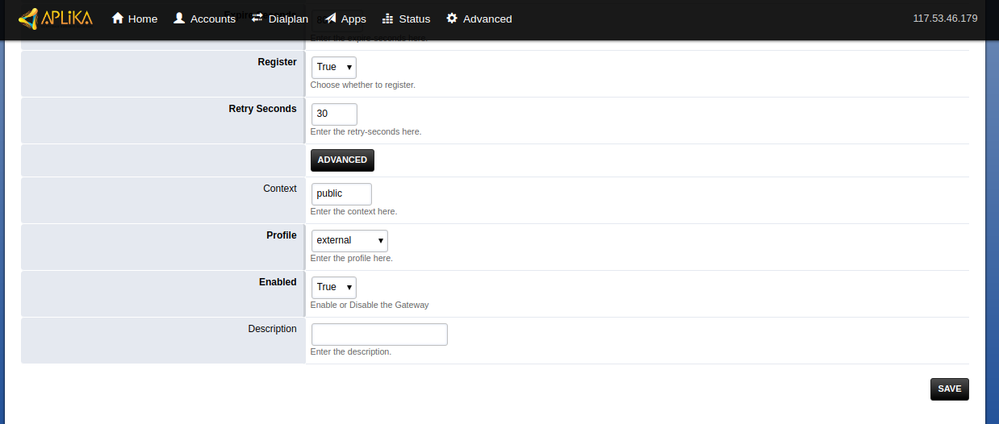 APLiKA Home Accounts Dialplan Apps Status Advanced 117.53.46.179
Enter the expire-seconds here.
Register True
Choose whether to register.
Retry Seconds 30
Enter the retry-seconds here.
ADVANCED
Context public
Enter the context here.
Profile external
Enter the profile here.
Enabled True
Enable or Disable the Gateway
Description
Enter the description.
SAVE